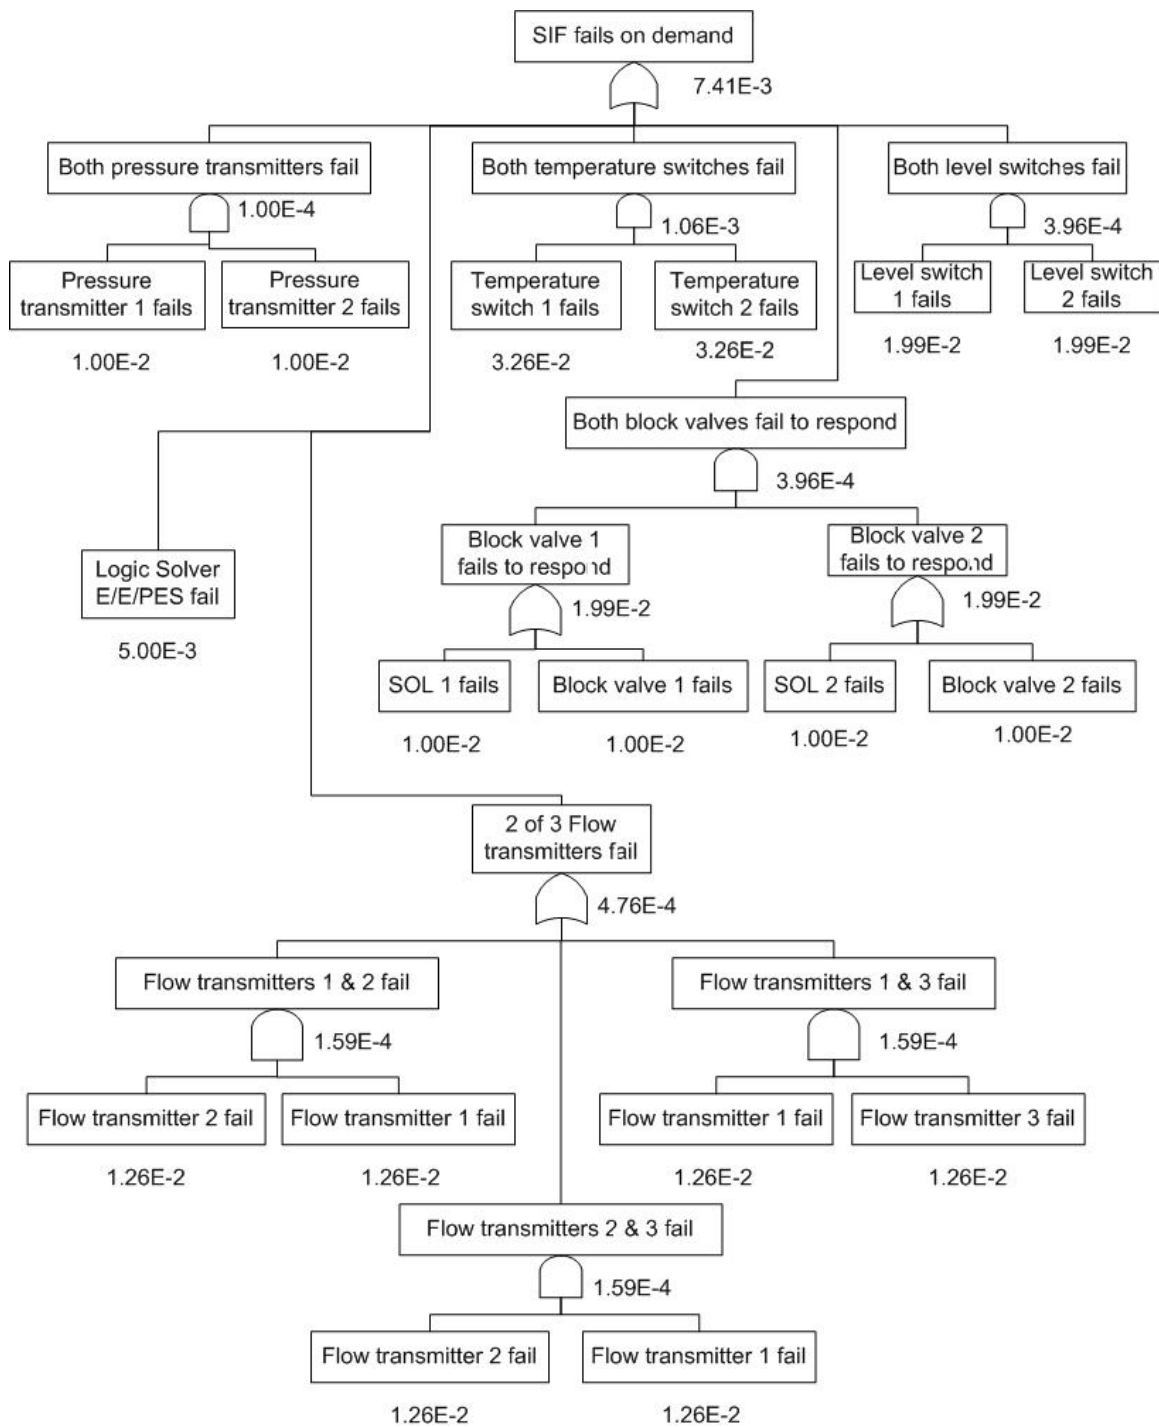 SIF fails on demand
7.41E-3
Both pressure transmitters fail
Both temperature switches fail
Both level switches fail
1.00E-4
1.06E-3
3.96E-4
Pressure
transmitter 1 fails
Pressure
transmitter 2 fails
Temperature
switch 1 fails
Temperature
switch 2 fails
Level switch
1 fails
Level switch
2 fails
1.00E-2
1.00E-2
3.26E-2
3.26E-2
1.99E-2
1.99E-2
Both block valves fail to respond
3.96E-4
Logic Solver
E/E/PES fail
5.00E-3
Block valve 1
fails to respond
Block valve 2
fails to respond
1.99E-2
1.99E-2
SOL 1 fails
Block valve 1 fails
SOL 2 fails
Block valve 2 fails
1.00E-2
1.00E-2
1.00E-2
1.00E-2
2 of 3 Flow
transmitters fail
4.76E-4
Flow transmitters 1 & 2 fail
Flow transmitters 1 & 3 fail
1.59E-4
1.59E-4
Flow transmitter 2 fail
Flow transmitter 1 fail
Flow transmitter 1 fail
Flow transmitter 3 fail
1.26E-2
1.26E-2
1.26E-2
1.26E-2
Flow transmitters 2 & 3 fail
1.59E-4
Flow transmitter 2 fail
Flow transmitter 1 fail
1.26E-2
1.26E-2